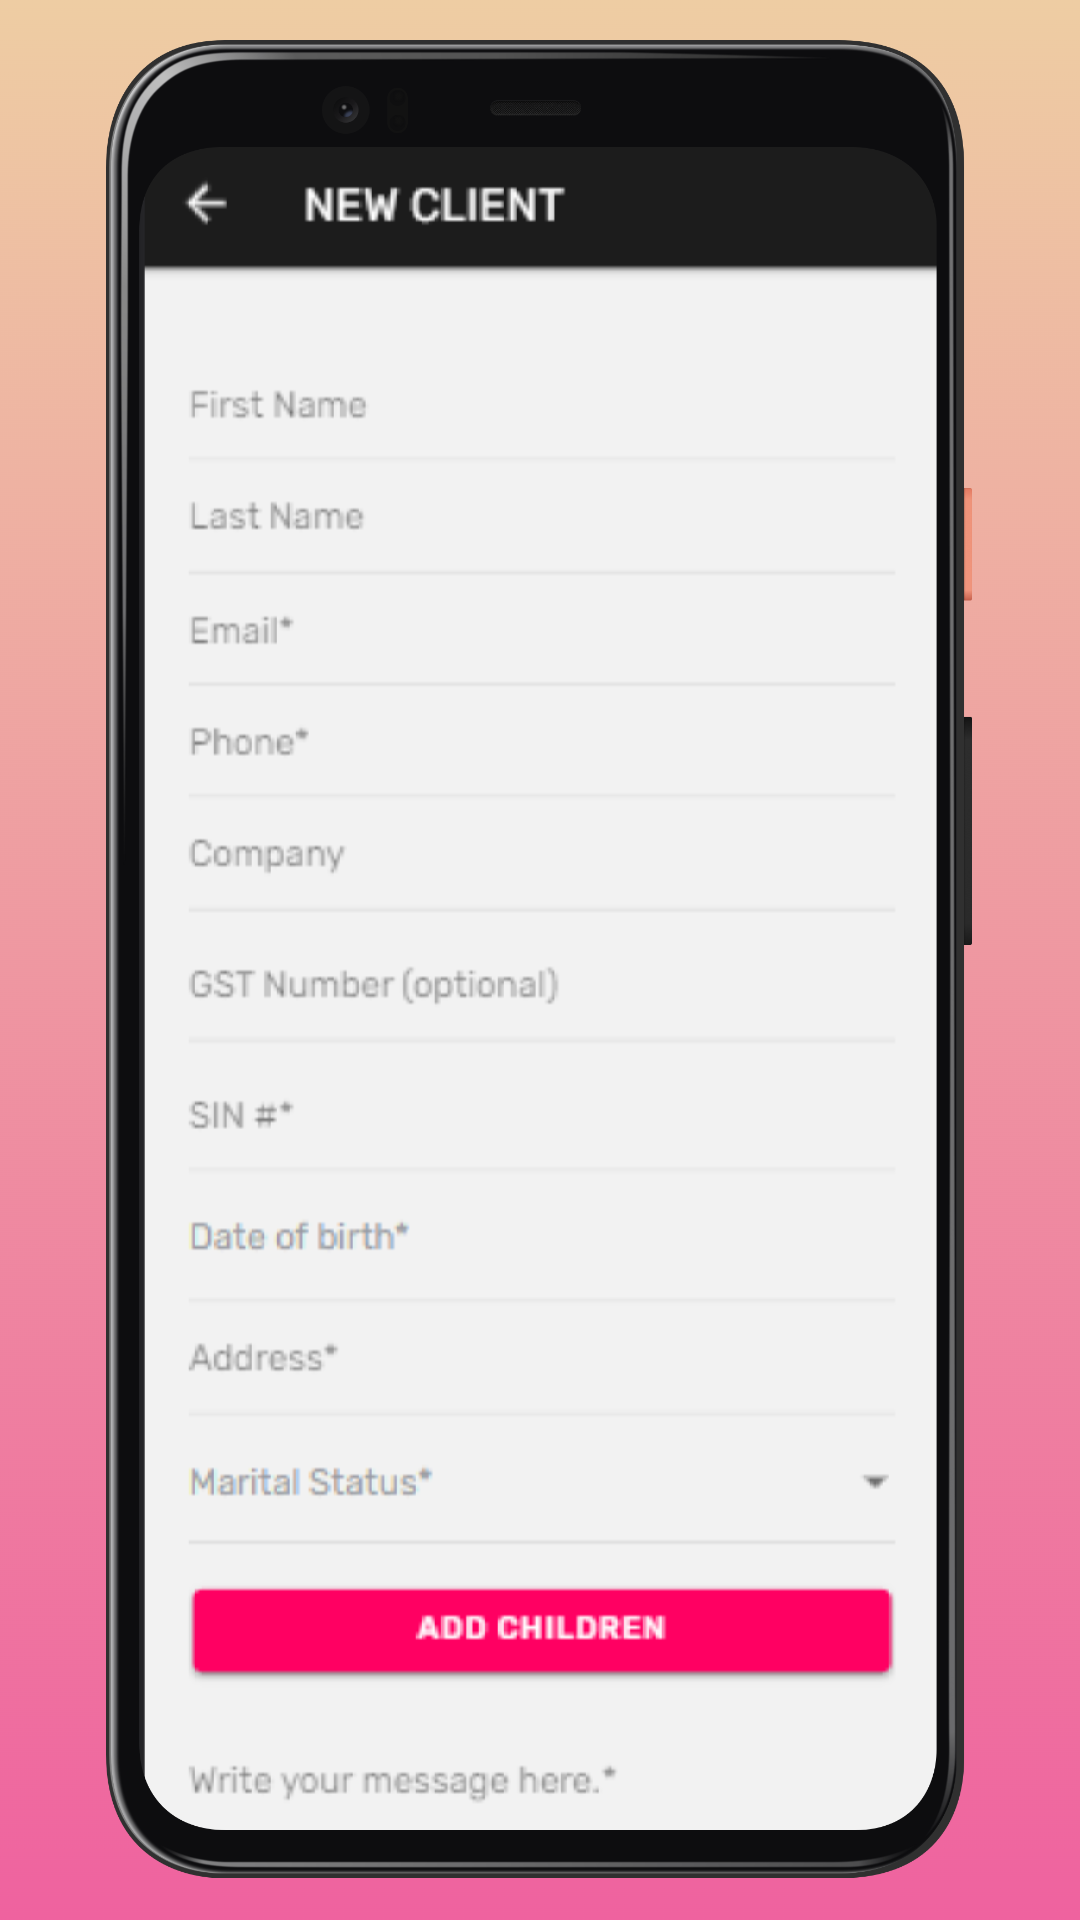 NEW CLIENT
First Name
Last Name
Email*
Phone*
Company
GST Number (optional)
SIN #*
Date of birth*
Address*
Marital Status*
ADD CHILDREN
Write your message here.*